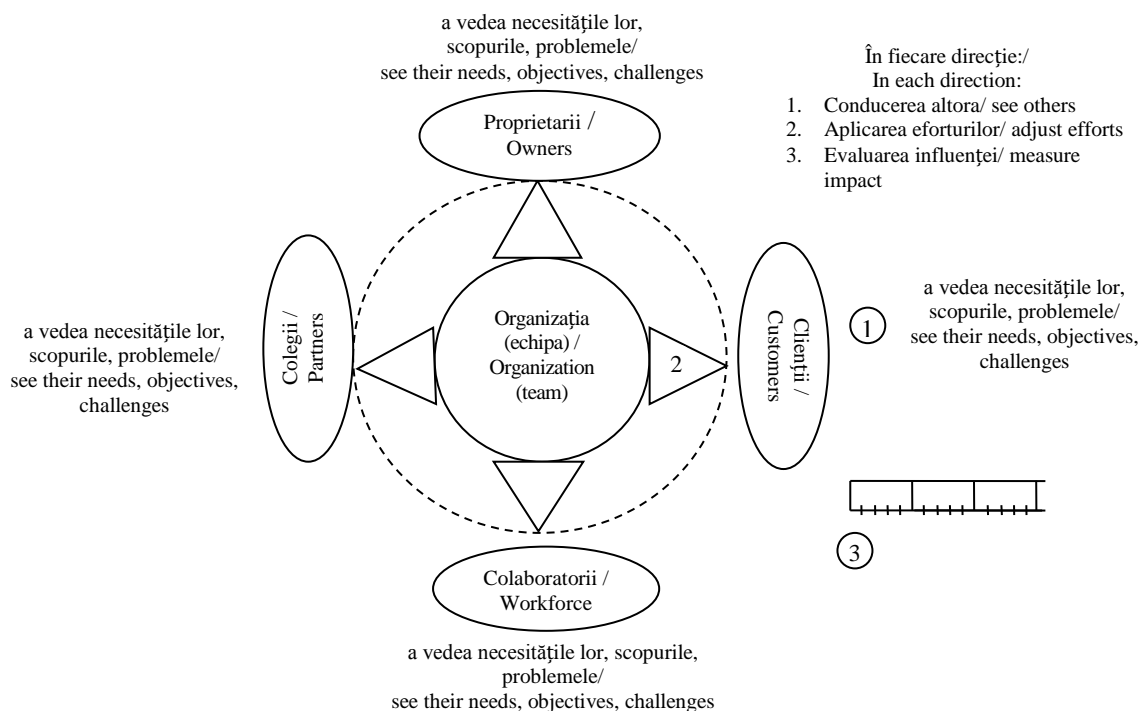 a vedea necesitățile lor,
scopurile, problemele/
see their needs, objectives, challenges
În fiecare direcție:/
In each direction:
1. Conducerea altora/ see others
2. Aplicarea eforturilor/ adjust efforts
3. Evaluarea influenței/ measure
impact
Proprietarii /
Owners
a vedea necesitățile lor,
scopurile, problemele/
see their needs, objectives,
challenges
Colegii /
Partners
Organizația
(echipa) /
Organization
(team)
2
Clienții /
Customers
1
a vedea necesitățile lor,
scopurile, problemele/
see their needs, objectives,
challenges
3
Colaboratorii /
Workforce
a vedea necesitățile lor, scopurile,
problemele/
see their needs, objectives, challenges